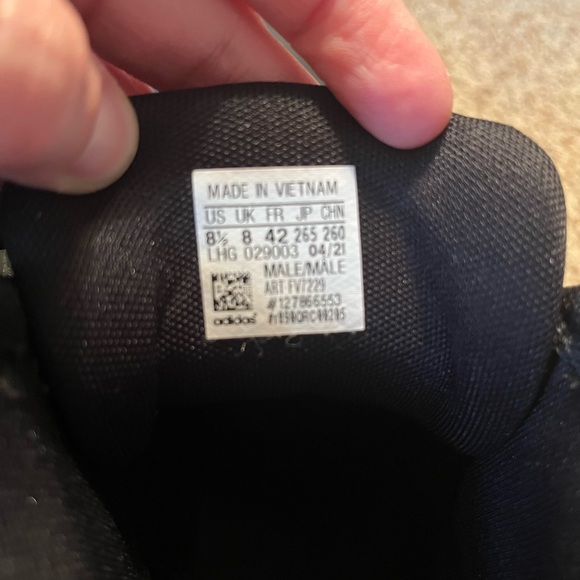 MADE IN VIETNAM
US UK FR JP CHN
8½ 8 42 265 260
LHG 029003 04/21
MALE/MALE
ART FV7229
#127866553
adidas